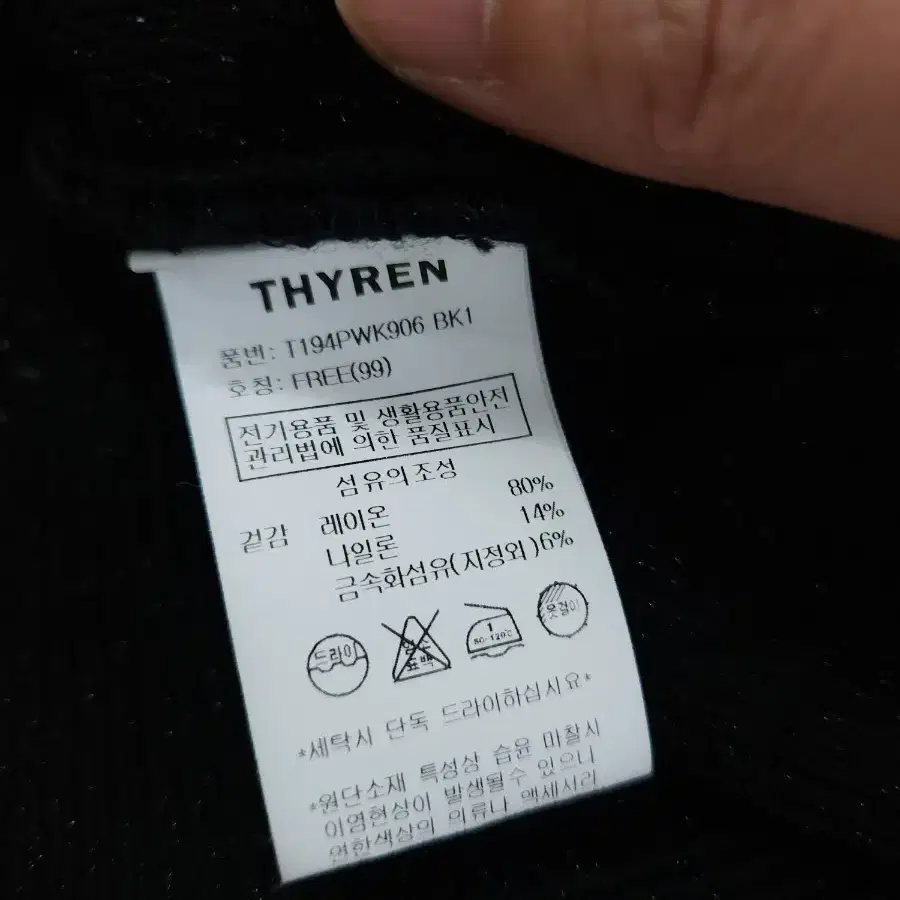 THYREN
품번: T194PWK906 BK1
호칭: FREE(99)
전기용품 및 생활용품안전
관리법에 의한 품질표시
섬유의조성
겉감 레이온 80%
나일론 14%
금속화섬유(지정외)6%
드라이
염소
표백
1
80-120℃
옷걸이
*세탁시 단독 드라이하십시요*
*원단소재 특성상 습윤 마찰시
이염현상이 발생될수 있으니
연한색상의 의류나 액세서리